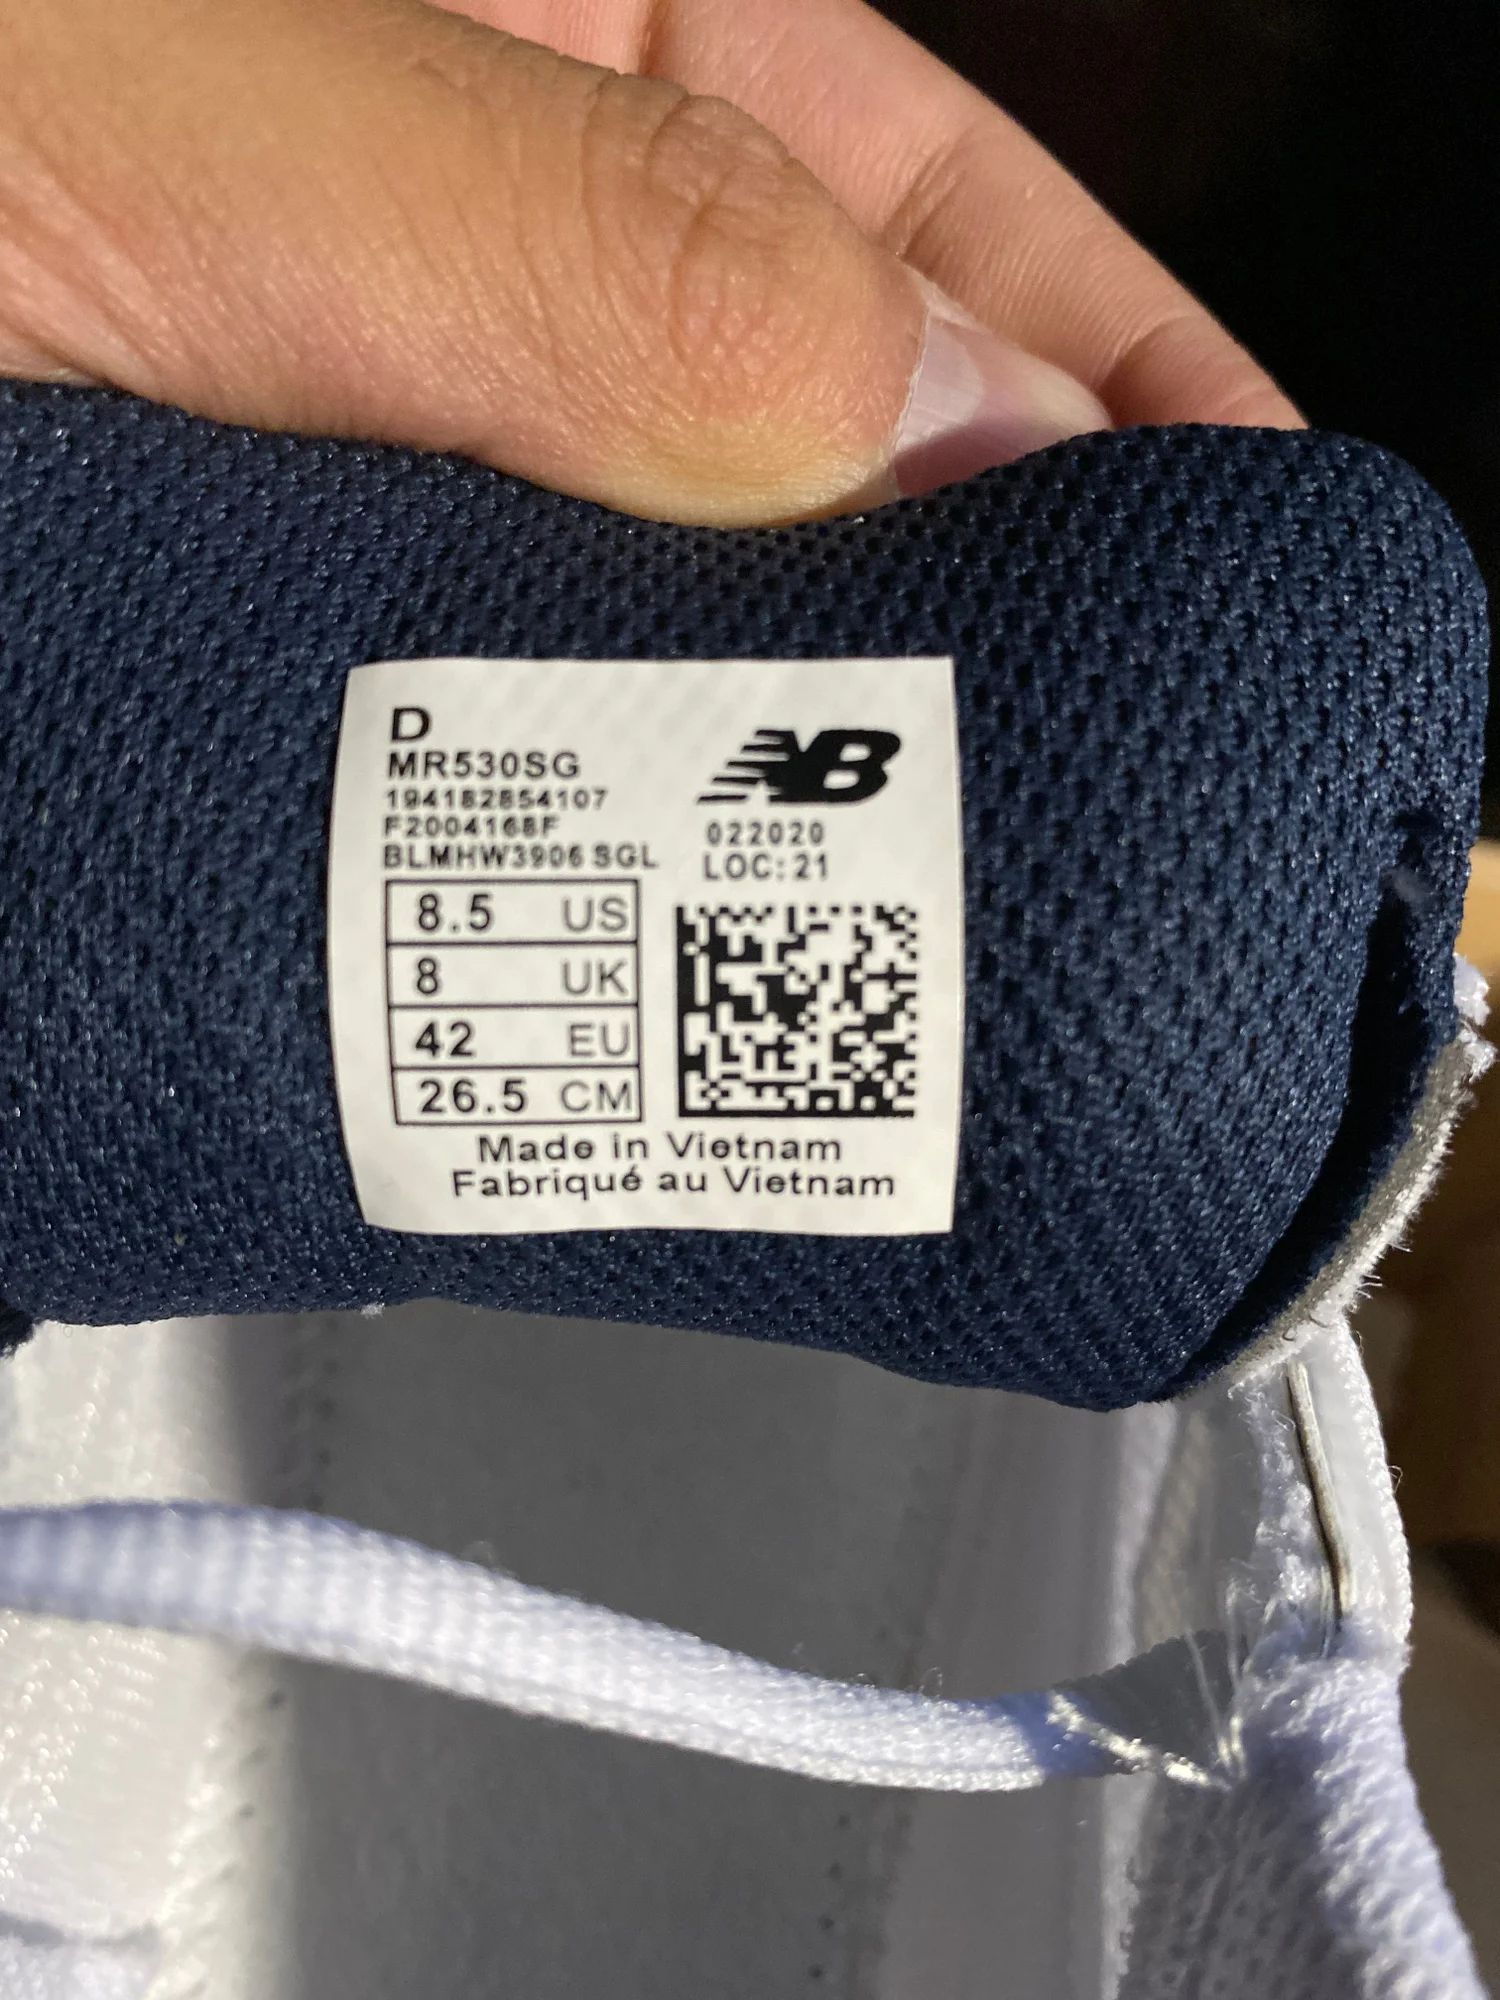 D
MR530SG
194182854107
F2004168F
BLMHW3906 SGL
NB
022020
LOC:21
8.5 US
8 UK
42 EU
26.5 CM
Made in Vietnam
Fabriqué au Vietnam